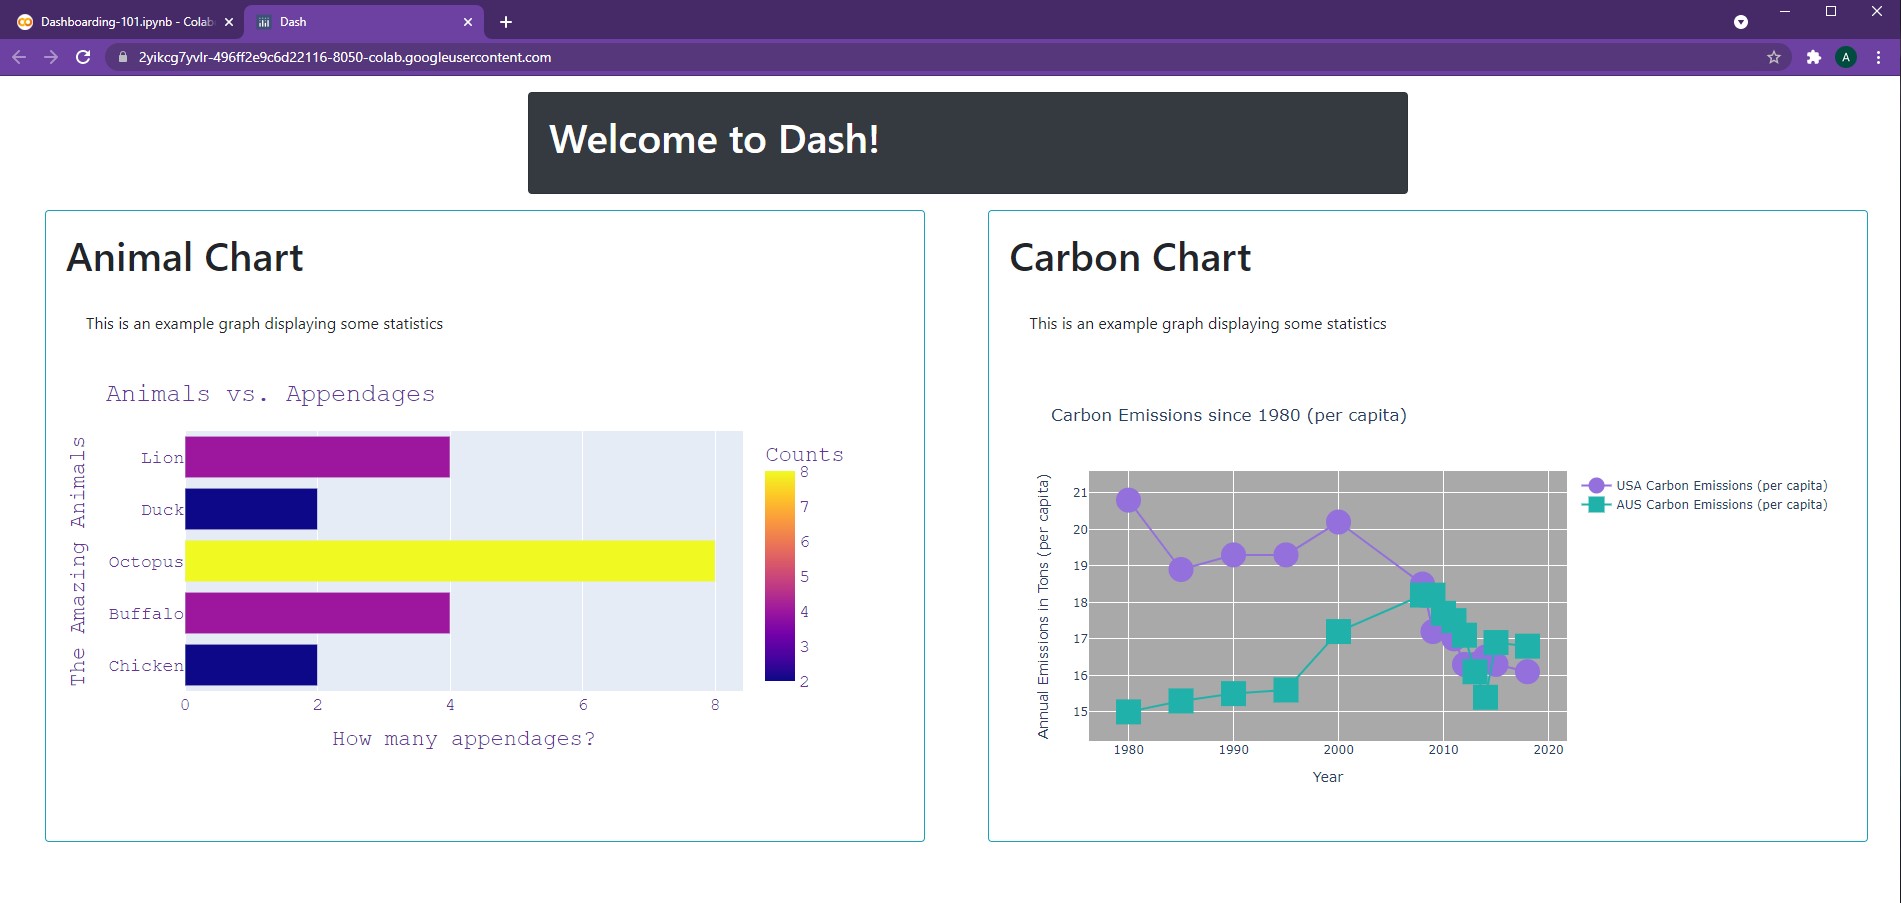 Dashboarding-101.ipynb - Colab
Dash
2yikcg7yvlr-496ff2e9c6d22116-8050-colab.googleusercontent.com
A
Welcome to Dash!
Animal Chart
This is an example graph displaying some statistics
Animals vs. Appendages
The Amazing Animals
Lion
Duck
Octopus
Buffalo
Chicken
0 2 4 6 8
How many appendages?
Counts
8
7
6
5
4
3
2
Carbon Chart
This is an example graph displaying some statistics
Carbon Emissions since 1980 (per capita)
Annual Emissions in Tons (per capita)
21
20
19
18
17
16
15
1980 1990 2000 2010 2020
Year
USA Carbon Emissions (per capita)
AUS Carbon Emissions (per capita)